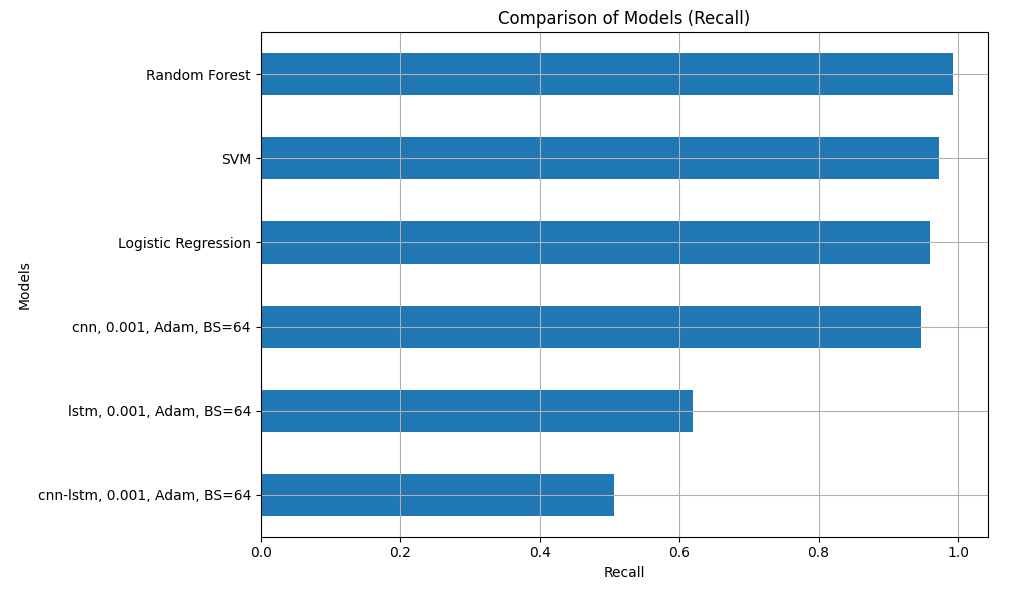 Comparison of Models (Recall)
Random Forest
SVM
Logistic Regression
cnn, 0.001, Adam, BS=64
lstm, 0.001, Adam, BS=64
cnn-lstm, 0.001, Adam, BS=64
Models
0.0 0.2 0.4 0.6 0.8 1.0
Recall